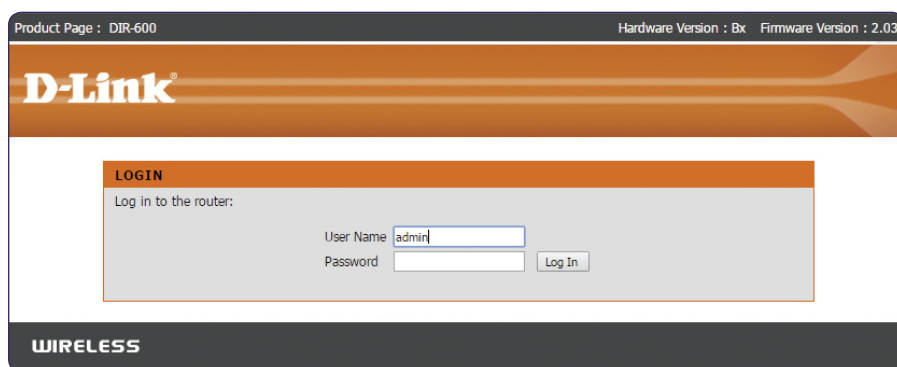 Product Page : DIR-600 Hardware Version : Bx Firmware Version : 2.03
D-Link®
LOGIN
Log in to the router:
User Name admin
Password Log In
WIRELESS